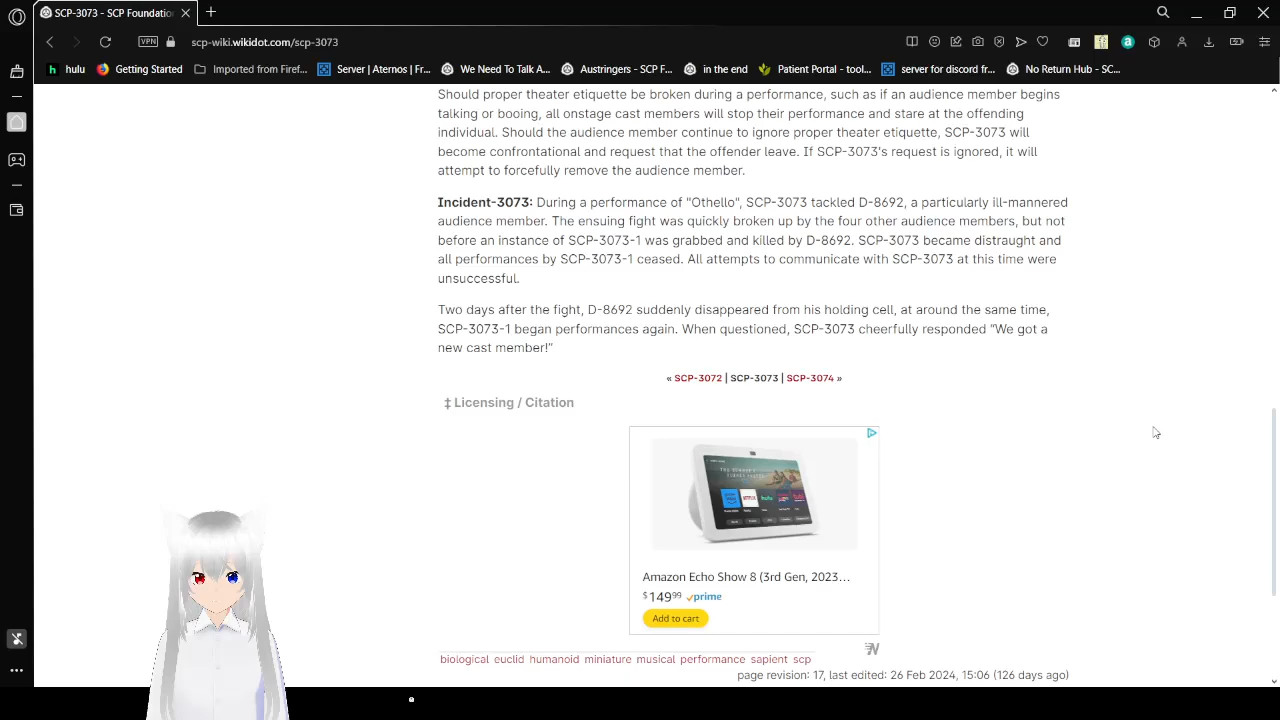 SCP-3073 - SCP Foundatio
scp-wiki.wikidot.com/scp-3073
VPN
hulu
Getting Started
Imported from Firef...
Server | Aternos | Fr...
We Need To Talk A...
Austringers - SCP F...
in the end
Patient Portal - tool...
server for discord fr...
No Return Hub - SC...
Should proper theater etiquette be broken during a performance, such as if an audience member begins
talking or booing, all onstage cast members will stop their performance and stare at the offending
individual. Should the audience member continue to ignore proper theater etiquette, SCP-3073 will
become confrontational and request that the offender leave. If SCP-3073's request is ignored, it will
attempt to forcefully remove the audience member.
Incident-3073: During a performance of "Othello", SCP-3073 tackled D-8692, a particularly ill-mannered
audience member. The ensuing fight was quickly broken up by the four other audience members, but not
before an instance of SCP-3073-1 was grabbed and killed by D-8692. SCP-3073 became distraught and
all performances by SCP-3073-1 ceased. All attempts to communicate with SCP-3073 at this time were
unsuccessful.
Two days after the fight, D-8692 suddenly disappeared from his holding cell, at around the same time,
SCP-3073-1 began performances again. When questioned, SCP-3073 cheerfully responded “We got a
new cast member!”
« SCP-3072 | SCP-3073 | SCP-3074 »
‡ Licensing / Citation
Amazon Echo Show 8 (3rd Gen, 2023...
$14999 prime
Add to cart
biological euclid humanoid miniature musical performance sapient scp
page revision: 17, last edited: 26 Feb 2024, 15:06 (126 days ago)